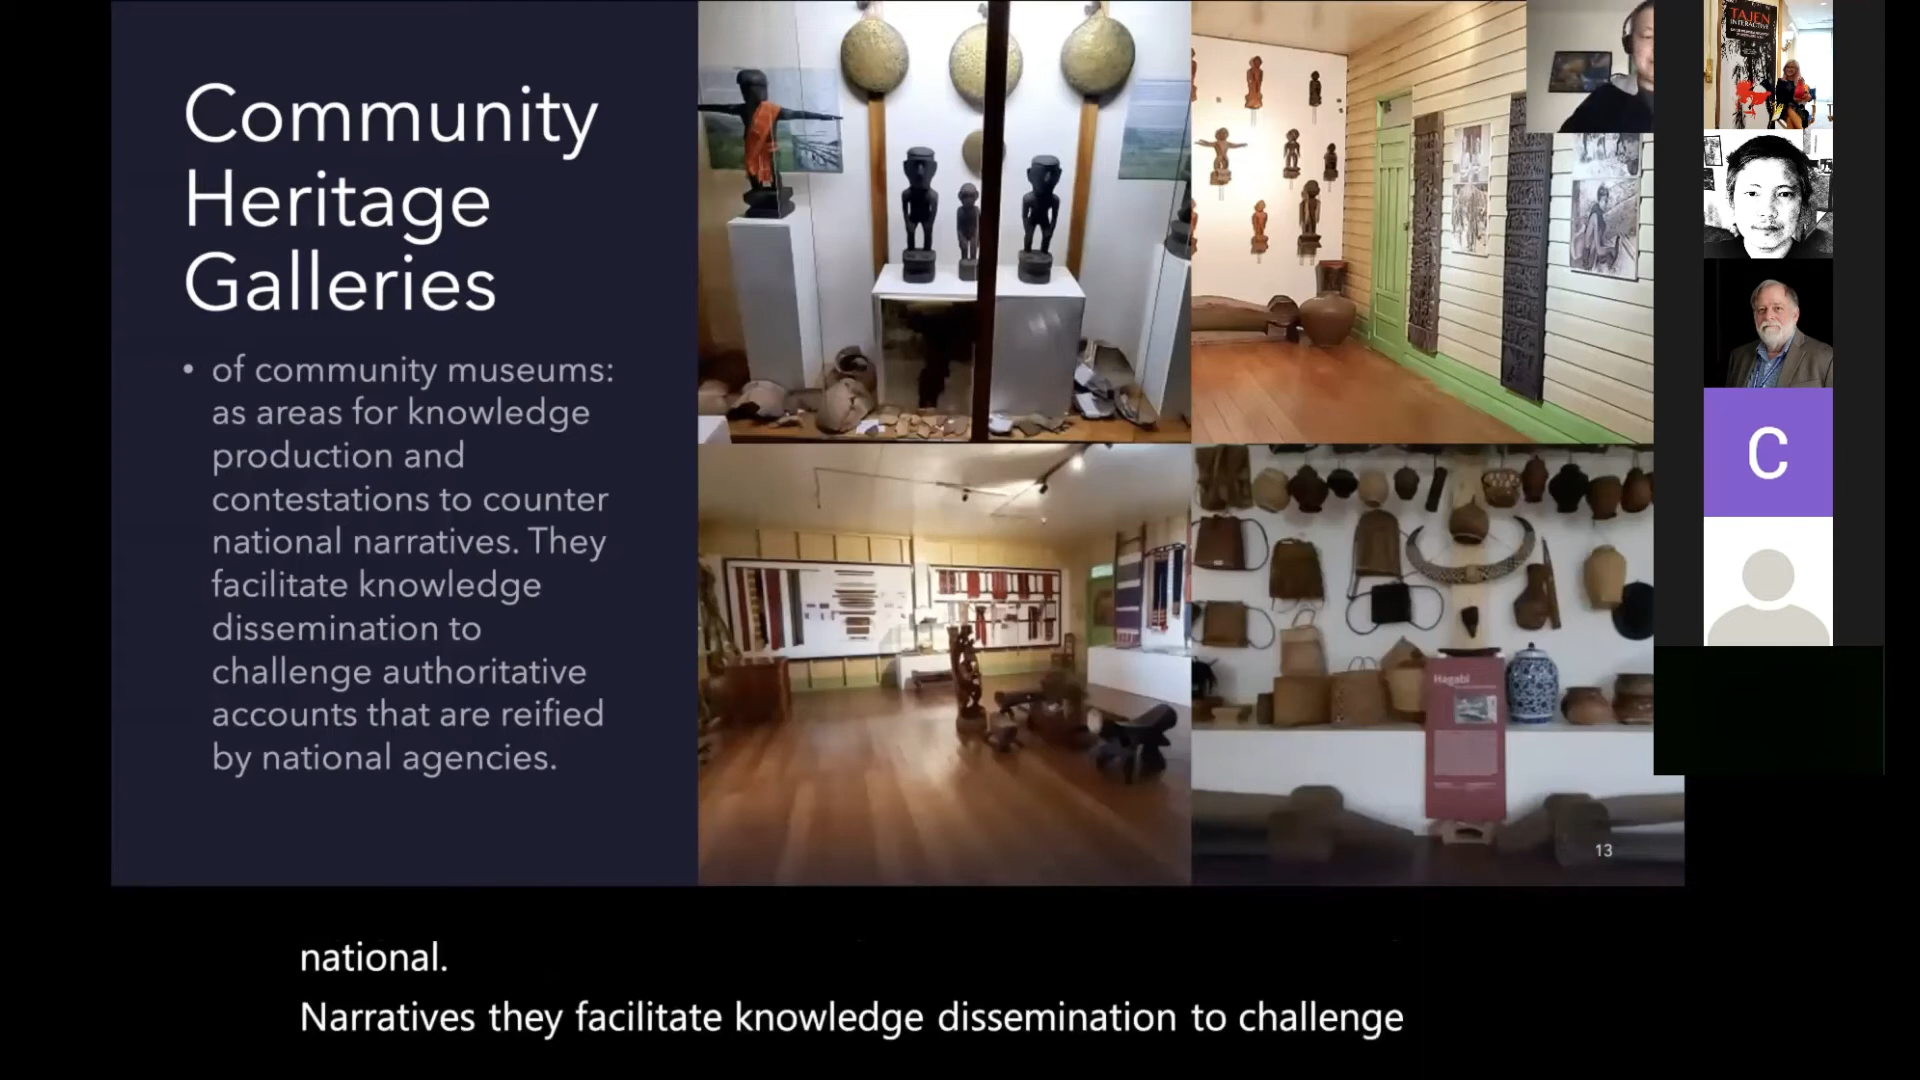 Community
Heritage
Galleries
• of community museums:
as areas for knowledge
production and
contestations to counter
national narratives. They
facilitate knowledge
dissemination to
challenge authoritative
accounts that are reified
by national agencies.
Hagabi
13
TAJEN
INTERACTIVE
C
national.
Narratives they facilitate knowledge dissemination to challenge